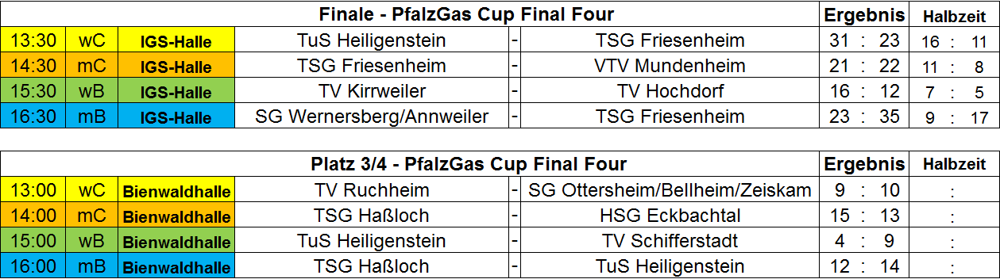 Finale - PfalzGas Cup Final Four Ergebnis Halbzeit
13:30 wC IGS-Halle TuS Heiligenstein - TSG Friesenheim 31 : 23 16 : 11
14:30 mC IGS-Halle TSG Friesenheim - VTV Mundenheim 21 : 22 11 : 8
15:30 wB IGS-Halle TV Kirrweiler - TV Hochdorf 16 : 12 7 : 5
16:30 mB IGS-Halle SG Wernersberg/Annweiler - TSG Friesenheim 23 : 35 9 : 17
Platz 3/4 - PfalzGas Cup Final Four Ergebnis Halbzeit
13:00 wC Bienwaldhalle TV Ruchheim - SG Ottersheim/Bellheim/Zeiskam 9 : 10 :
14:00 mC Bienwaldhalle TSG Haßloch - HSG Eckbachtal 15 : 13 :
15:00 wB Bienwaldhalle TuS Heiligenstein - TV Schifferstadt 4 : 9 :
16:00 mB Bienwaldhalle TSG Haßloch - TuS Heiligenstein 12 : 14 :